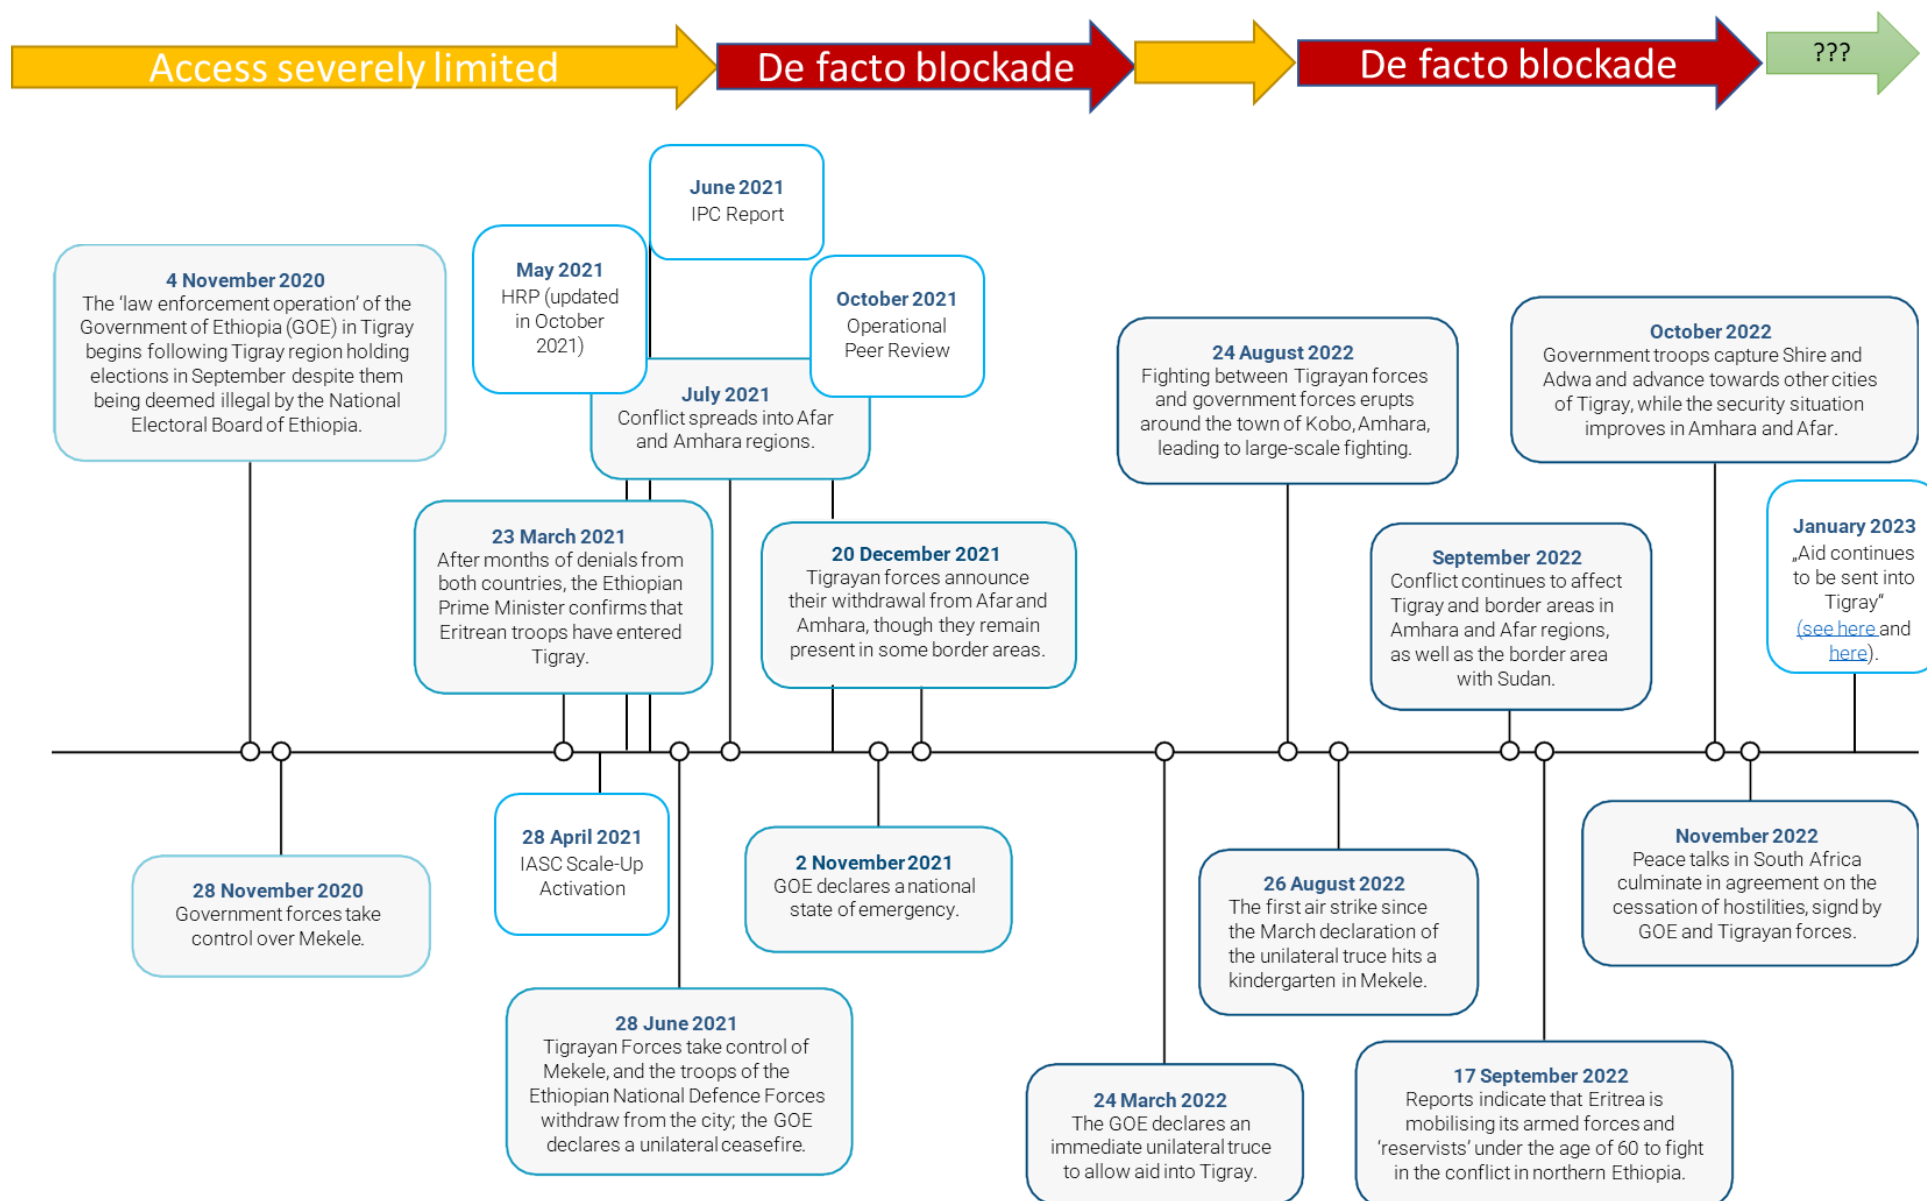 Access severely limited
De facto blockade
De facto blockade
???
June 2021
IPC Report
May 2021
HRP (updated
in October
2021)
October 2021
Operational
Peer Review
4 November 2020
The ‘law enforcement operation’ of the
Government of Ethiopia (GOE) in Tigray
begins following Tigray region holding
elections in September despite them
being deemed illegal by the National
Electoral Board of Ethiopia.
July 2021
Conflict spreads into Afar
and Amhara regions.
24 August 2022
Fighting between Tigrayan forces
and government forces erupts
around the town of Kobo, Amhara,
leading to large-scale fighting.
October 2022
Government troops capture Shire and
Adwa and advance towards other cities
of Tigray, while the security situation
improves in Amhara and Afar.
23 March 2021
After months of denials from
both countries, the Ethiopian
Prime Minister confirms that
Eritrean troops have entered
Tigray.
20 December 2021
Tigrayan forces announce
their withdrawal from Afar and
Amhara, though they remain
present in some border areas.
September 2022
Conflict continues to affect
Tigray and border areas in
Amhara and Afar regions,
as well as the border area
with Sudan.
January 2023
„Aid continues
to be sent into
Tigray“
(see here and
here).
28 November 2020
Government forces take
control over Mekele.
28 April 2021
IASC Scale-Up
Activation
2 November 2021
GOE declares a national
state of emergency.
26 August 2022
The first air strike since
the March declaration of
the unilateral truce hits a
kindergarten in Mekele.
November 2022
Peace talks in South Africa
culminate in agreement on the
cessation of hostilities, signd by
GOE and Tigrayan forces.
28 June 2021
Tigrayan Forces take control of
Mekele, and the troops of the
Ethiopian National Defence Forces
withdraw from the city; the GOE
declares a unilateral ceasefire.
24 March 2022
The GOE declares an
immediate unilateral truce
to allow aid into Tigray.
17 September 2022
Reports indicate that Eritrea is
mobilising its armed forces and
‘reservists’ under the age of 60 to fight
in the conflict in northern Ethiopia.